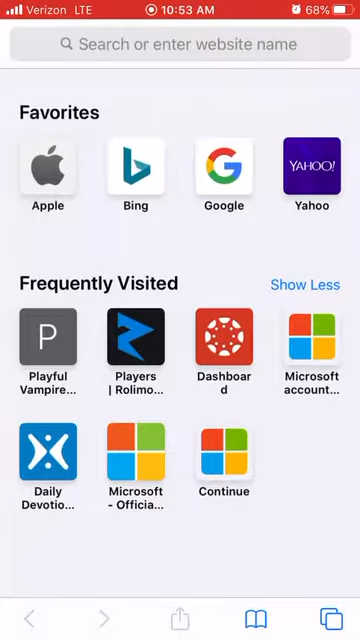 Verizon LTE 10:53 AM 68%
Search or enter website name
Favorites
Apple Bing Google YAHOO! Yahoo
Frequently Visited Show Less
P
Playful Vampire... Players | Rolimo... Dashboar d Microsoft account...
Daily Devotio... Microsoft - Officia... Continue